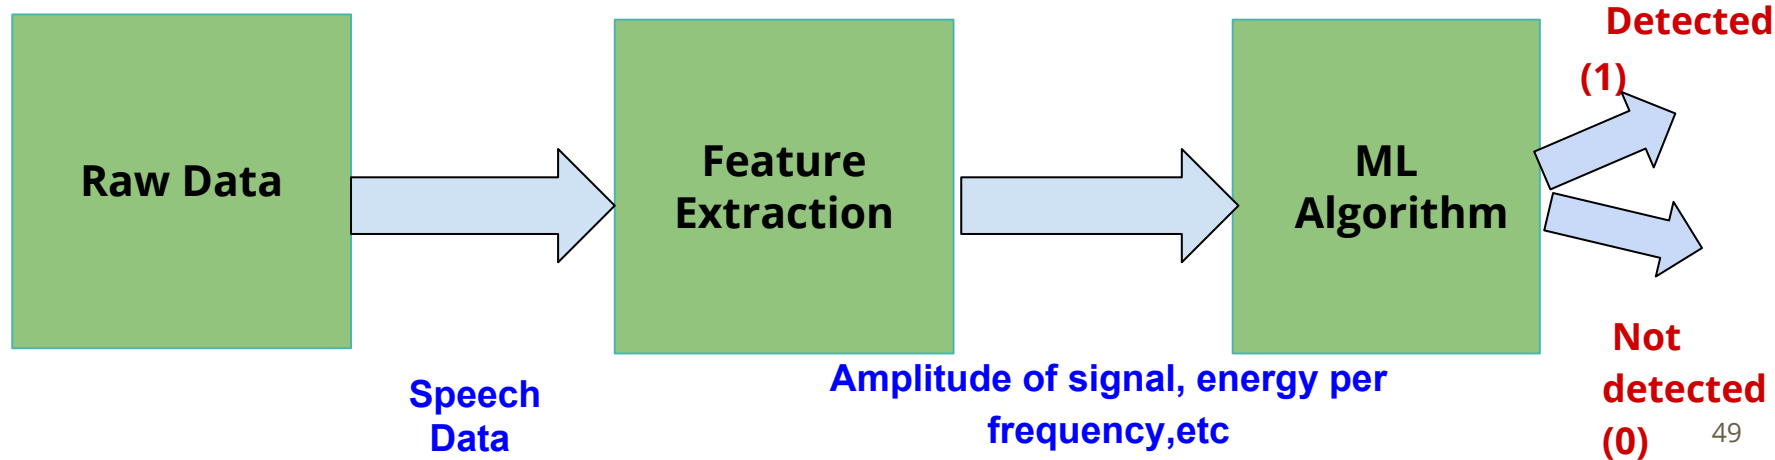 Raw Data
Speech
Data
Feature
Extraction
Amplitude of signal, energy per
frequency,etc
ML
Algorithm
Detected
(1)
Not
detected
(0)
49